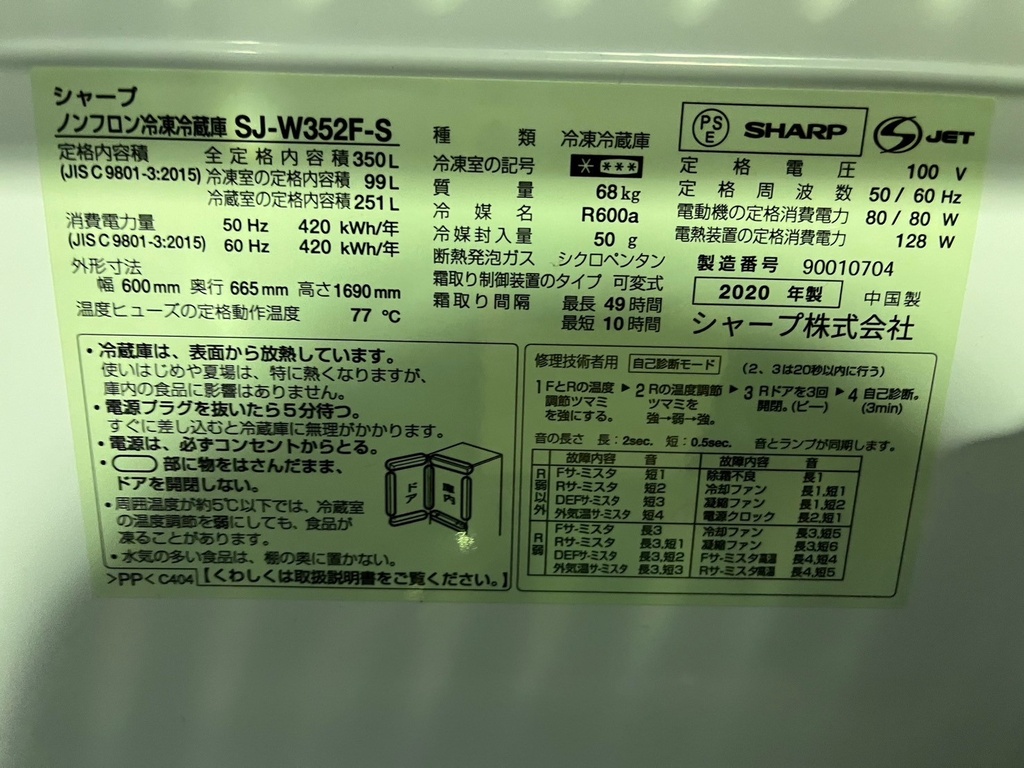 シャープ
ノンフロン冷凍冷蔵庫 SJ-W352F-S
定格内容積 全定格内容積 350 L
(JIS C 9801-3:2015) 冷凍室の定格内容積 99 L
冷蔵室の定格内容積 251 L
消費電力量 50 Hz 420 kWh/年
(JIS C 9801-3:2015) 60 Hz 420 kWh/年
外形寸法
幅 600 mm 奥行 665 mm 高さ 1690 mm
温度ヒューズの定格動作温度 77 ℃
種類 冷凍冷蔵庫
冷凍室の記号 * ***
質量 68 kg
冷媒名 R600a
冷媒封入量 50 g
断熱発泡ガス シクロペンタン
霜取り制御装置のタイプ 可変式
霜取り間隔 最長 49 時間
最短 10 時間
PSE SHARP S JET
定格電圧 100 V
定格周波数 50 / 60 Hz
電動機の定格消費電力 80 / 80 W
電熱装置の定格消費電力 128 W
製造番号 90010704
2020 年製 中国製
シャープ株式会社
・冷蔵庫は、表面から放熱しています。
使いはじめや夏場は、特に熱くなりますが、
庫内の食品に影響はありません。
・電源プラグを抜いたら5分待つ。
すぐに差し込むと冷蔵庫に無理がかかります。
・電源は、必ずコンセントからとる。
・ 部に物をはさんだまま、
ドアを開閉しない。
・周囲温度が約5℃以下では、冷蔵室
の温度調節を弱にしても、食品が
凍ることがあります。
・水気の多い食品は、棚の奥に置かない。
ドア 庫内
>PP< C404 【くわしくは取扱説明書をご覧ください。】
修理技術者用 自己診断モード (2、3は20秒以内に行う)
1 FとRの温度調節ツマミを強にする。 ▶ 2 Rの温度調節ツマミを強→弱→強。 ▶ 3 Rドアを3回開閉。(ピー) ▶ 4 自己診断。(3min)
音の長さ 長:2sec. 短:0.5sec. 音とランプが同期します。
故障内容 音 故障内容 音
R弱以外 Fサ-ミスタ 短1 除霜不良 長1
Rサ-ミスタ 短2 冷却ファン 長1,短1
DEFサ-ミスタ 短3 凝縮ファン 長1,短2
外気温サ-ミスタ 短4 電源クロック 長2,短1
R弱 Fサ-ミスタ 長3 冷却ファン 長3,短5
Rサ-ミスタ 長3,短1 凝縮ファン 長3,短6
DEFサ-ミスタ 長3,短2 Fサ-ミスタ高温 長4,短4
外気温サ-ミスタ 長3,短3 Rサ-ミスタ高温 長4,短5